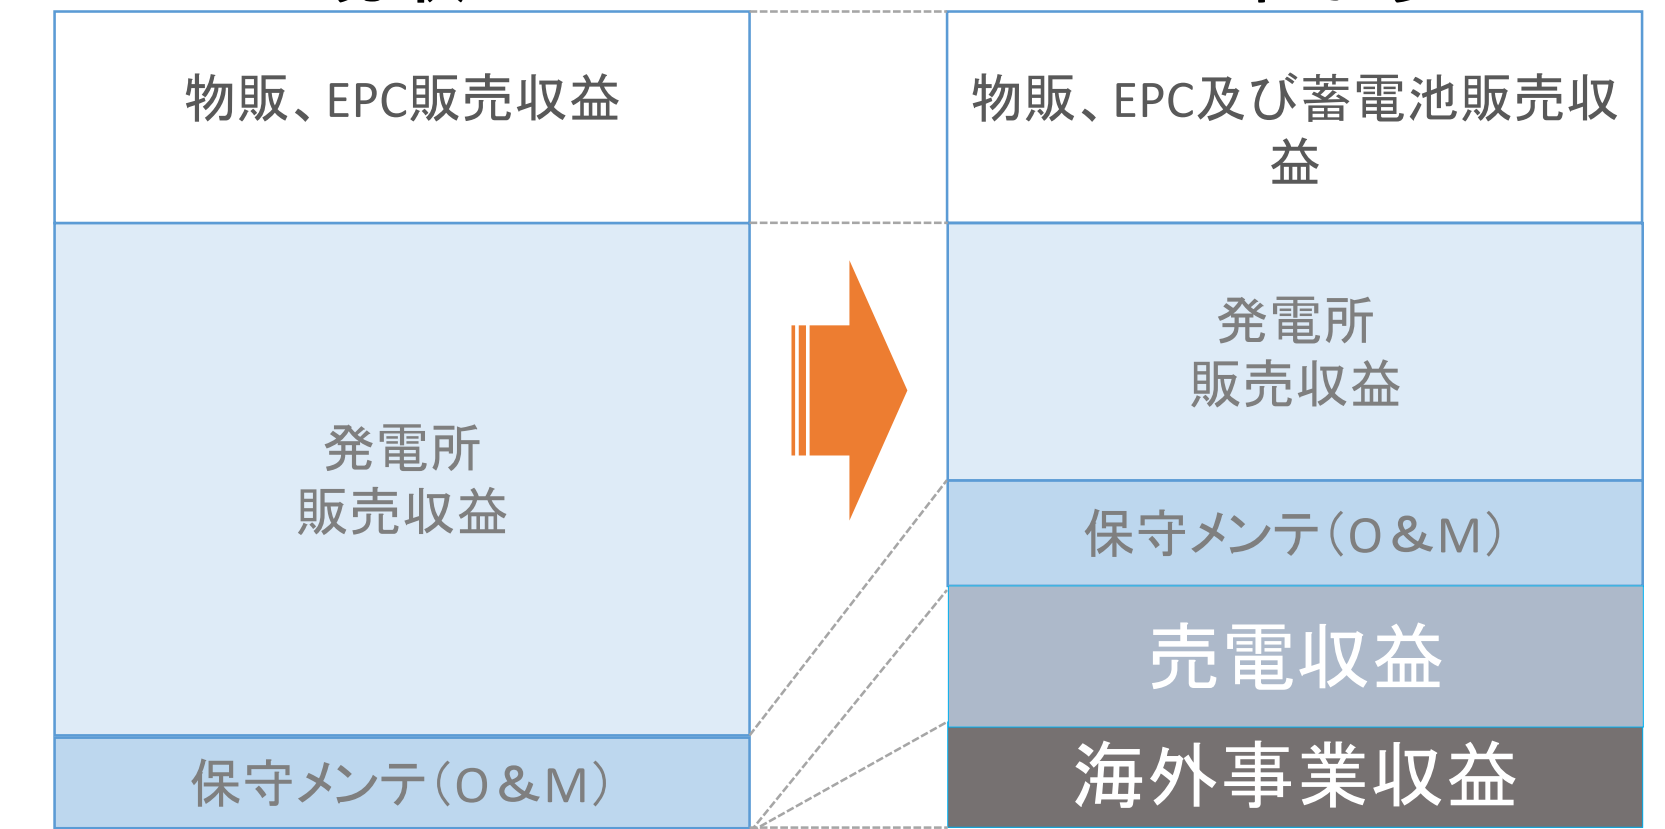 物販、EPC販売収益
発電所
販売収益
保守メンテ（O＆M）
物販、EPC及び蓄電池販売収
益
発電所
販売収益
保守メンテ（O＆M）
売電収益
海外事業収益